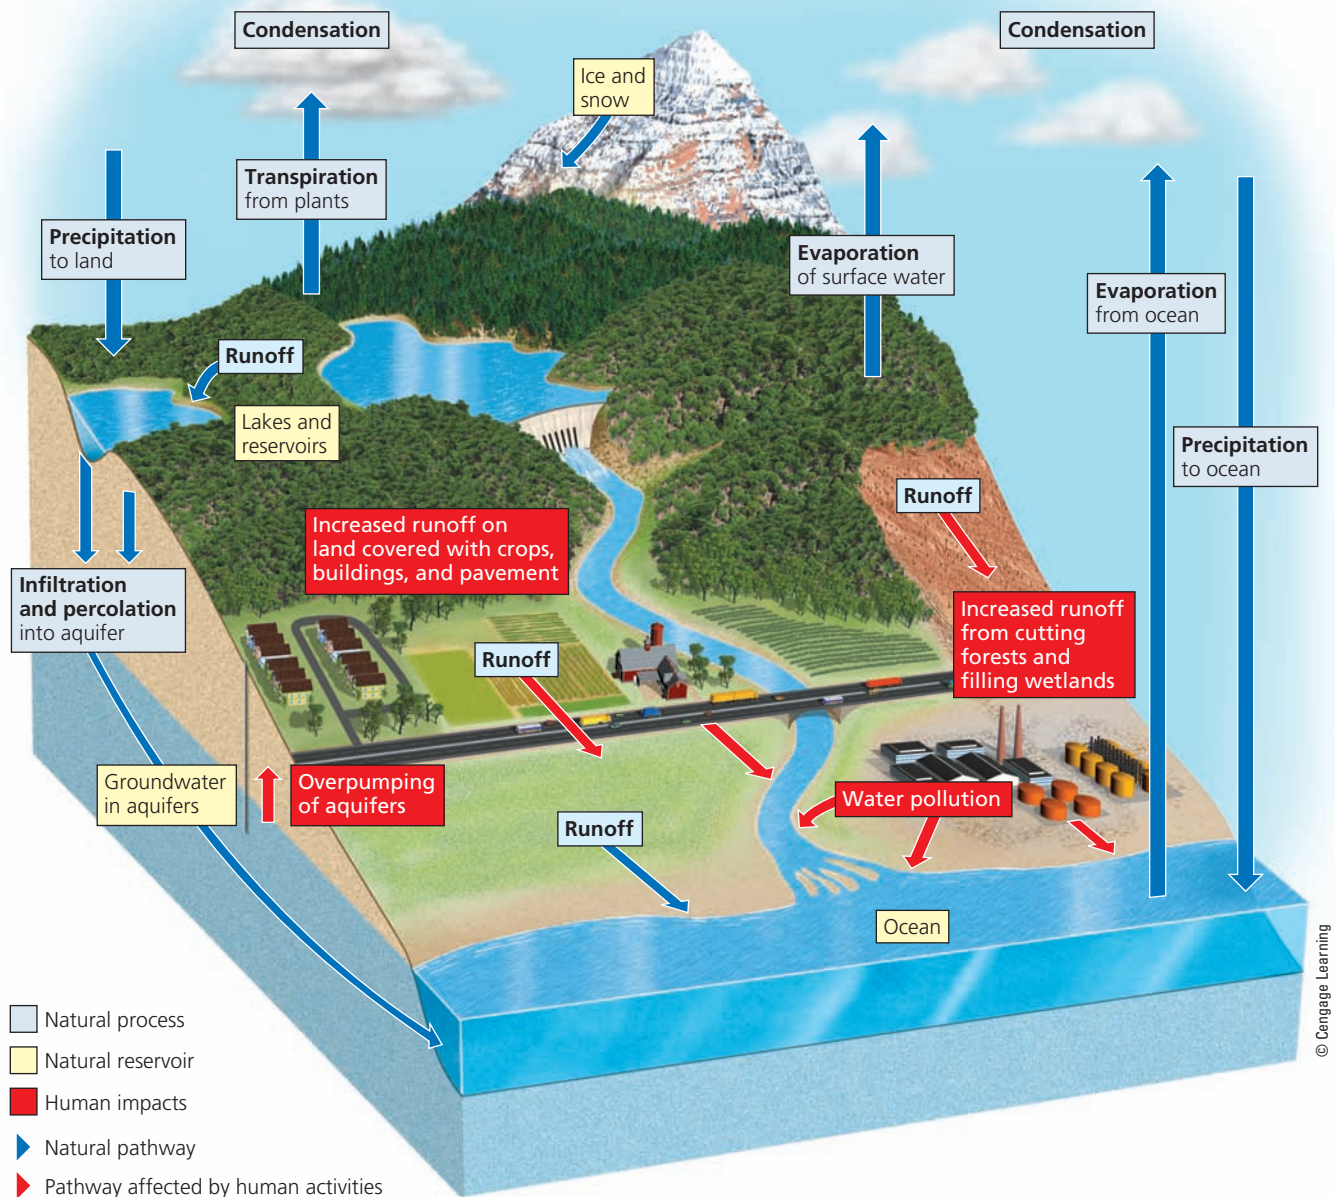 Condensation
Condensation
Ice and
snow
Transpiration
from plants
Precipitation
to land
Evaporation
of surface water
Evaporation
from ocean
Runoff
Lakes and
reservoirs
Precipitation
to ocean
Runoff
Increased runoff on
land covered with crops,
buildings, and pavement
Infiltration
and percolation
into aquifer
Increased runoff
from cutting
forests and
filling wetlands
Runoff
Groundwater
in aquifers
Overpumping
of aquifers
Water pollution
Runoff
Ocean
© Cengage Learning
Natural process
Natural reservoir
Human impacts
Natural pathway
Pathway affected by human activities